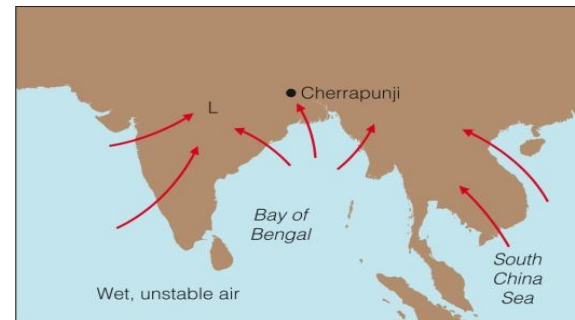 L
Cherrapunji
Bay of
Bengal
South
China
Sea
Wet, unstable air